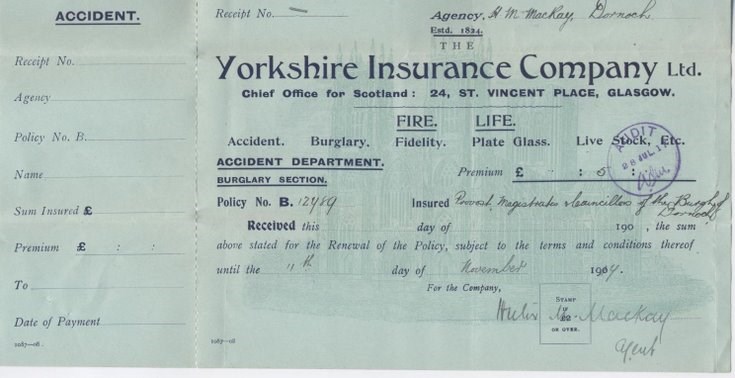 ACCIDENT.
Receipt No.
Agency
Policy No. B.
Name
Sum Insured £
Premium £ : :
To
Date of Payment
Receipt No.
Agency, H M Mackay, Dornoch
Estd. 1824.
THE
Yorkshire Insurance Company Ltd.
Chief Office for Scotland: 24, ST. VINCENT PLACE, GLASGOW.
FIRE. LIFE.
Accident. Burglary. Fidelity. Plate Glass. Live Stock, Etc.
ACCIDENT DEPARTMENT.
BURGLARY SECTION.
Premium £ : 5 :
AUDIT
JUL
Policy No. B. 12489 Insured Provost, Magistrates & Councillors of the Burgh of Dornoch
Received this day of 190 , the sum
above stated for the Renewal of the Policy, subject to the terms and conditions thereof
until the 11th day of November 1909.
For the Company,
STAMP
OR OVER.
Mackay
Agent